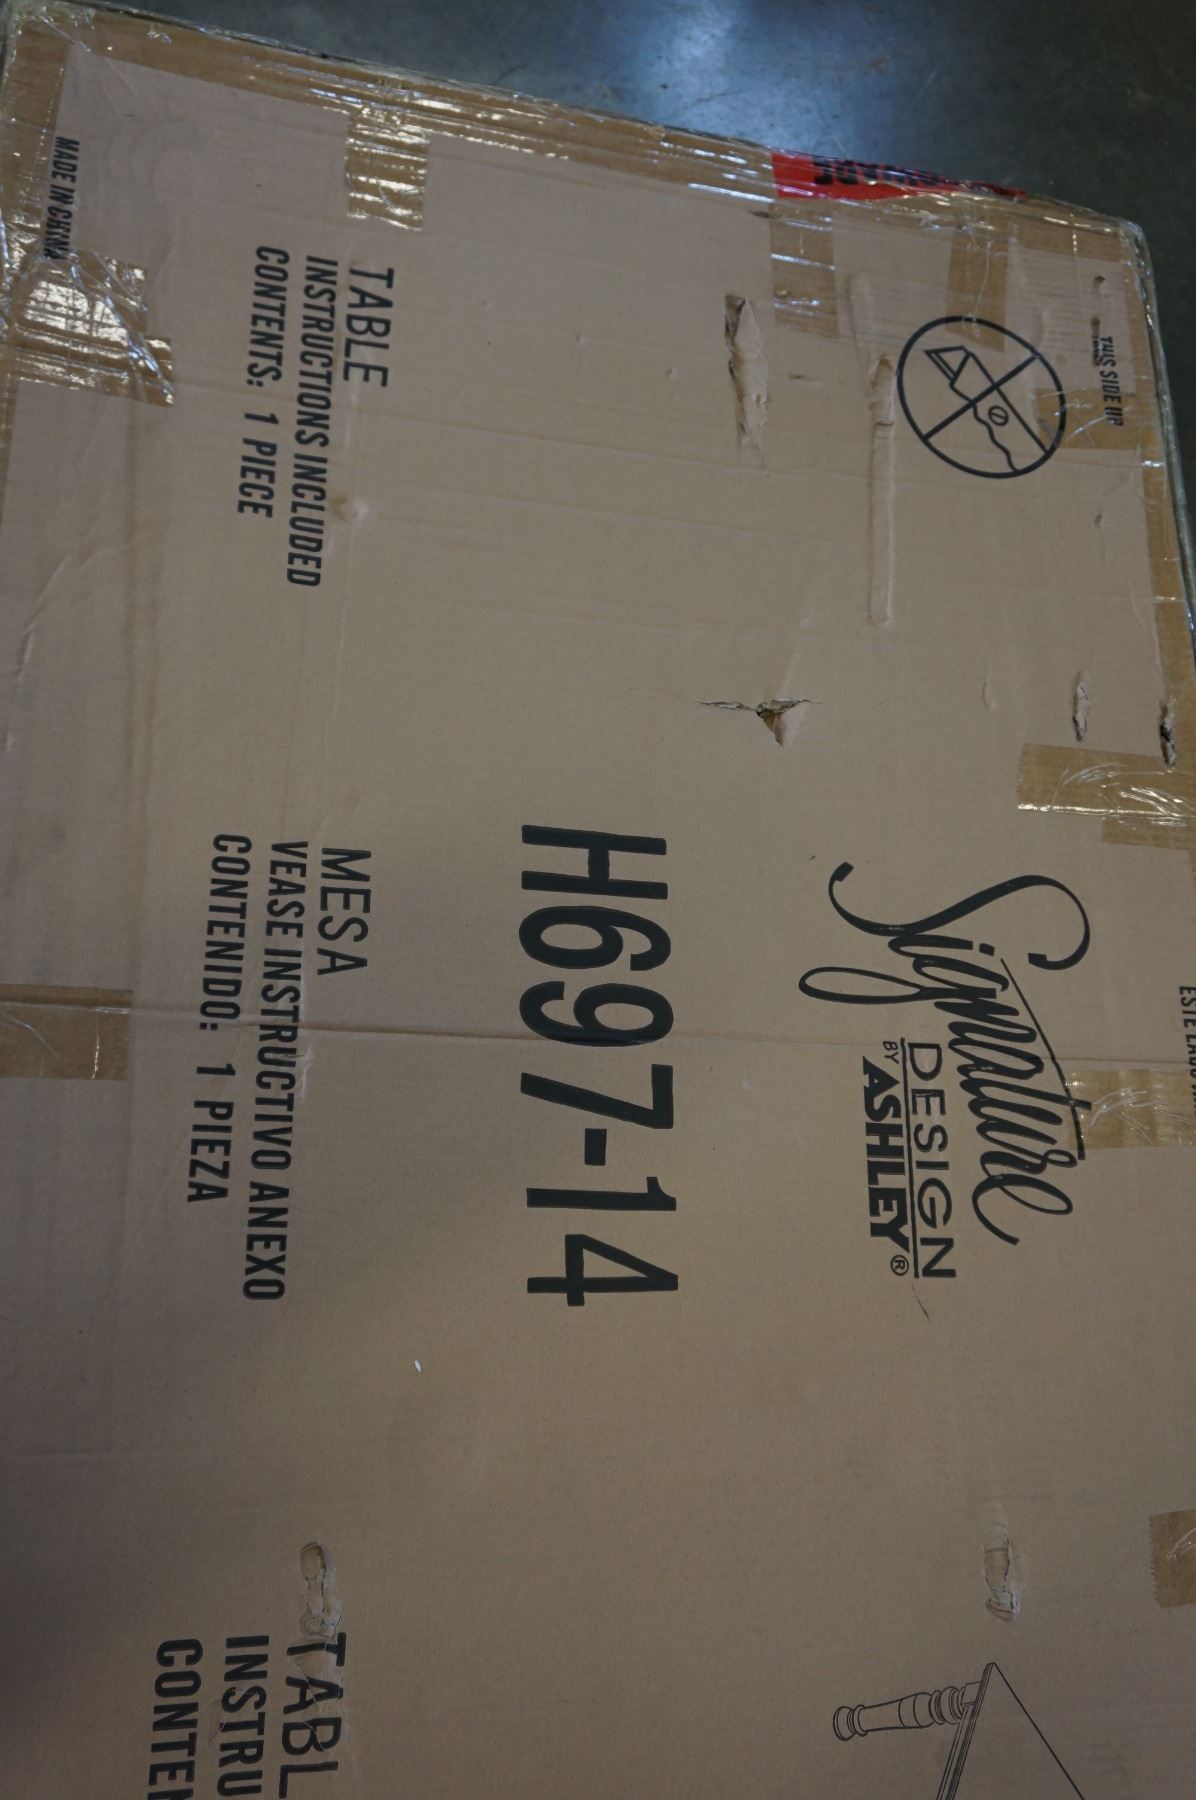 THIS SIDE UP
Signature
DESIGN
BY ASHLEY®
H697-14
TABLE
INSTRUCTIONS INCLUDED
CONTENTS: 1 PIECE
MESA
VEASE INSTRUCTIVO ANEXO
CONTENIDO: 1 PIEZA
TABL
INSTRU
CONTE
MADE IN CHINA